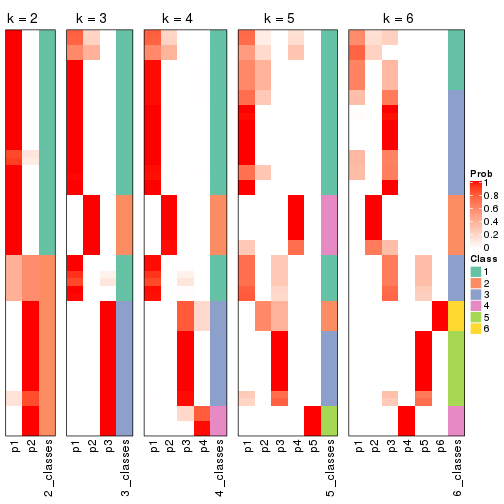 k = 2
k = 3
k = 4
k = 5
k = 6
p1
p2
2_classes
p1
p2
p3
3_classes
p1
p2
p3
p4
4_classes
p1
p2
p3
p4
p5
5_classes
p1
p2
p3
p4
p5
p6
6_classes
Prob
1
0.8
0.6
0.4
0.2
0
Class
1
2
3
4
5
6